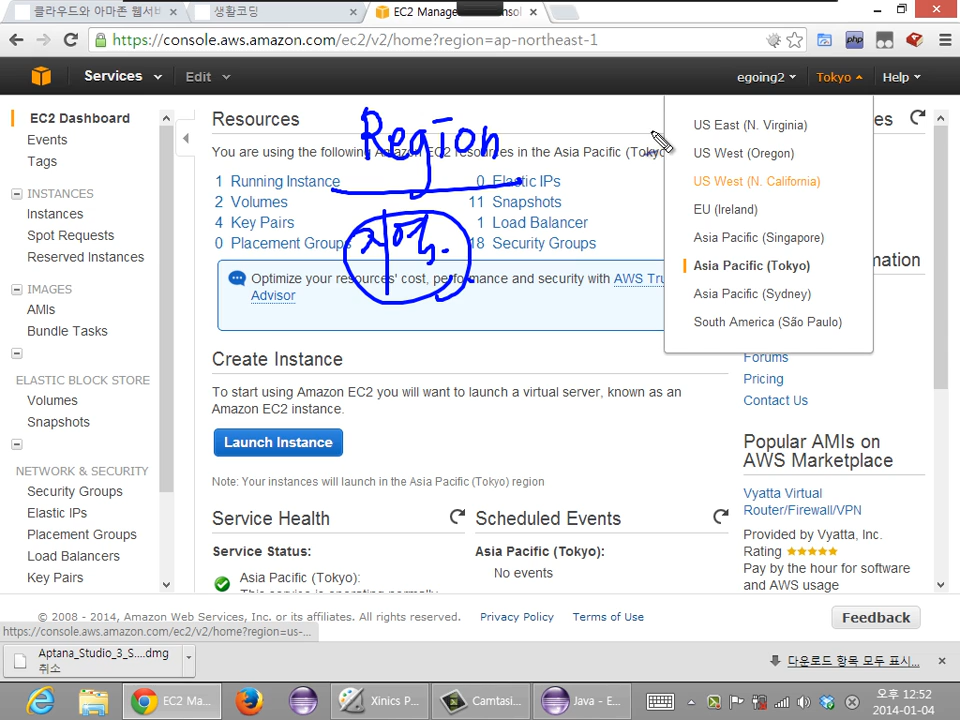 클라우드와 아마존 웹서비
생활코딩
EC2 Manage
nsol
https://console.aws.amazon.com/ec2/v2/home?region=ap-northeast-1
php
Services
Edit
egoing2
Tokyo
Help
EC2 Dashboard
Events
Tags
INSTANCES
Instances
Spot Requests
Reserved Instances
IMAGES
AMIs
Bundle Tasks
ELASTIC BLOCK STORE
Volumes
Snapshots
NETWORK & SECURITY
Security Groups
Elastic IPs
Placement Groups
Load Balancers
Key Pairs
Resources
Region
You are using the following Amazon EC2 resources in the Asia Pacific (Tokyo
1 Running Instance
0 Elastic IPs
2 Volumes
11 Snapshots
4 Key Pairs
1 Load Balancer
0 Placement Groups
18 Security Groups
Optimize your resources' cost, performance and security with AWS Tru
Advisor
Create Instance
To start using Amazon EC2 you will want to launch a virtual server, known as an
Amazon EC2 instance.
Launch Instance
Note: Your instances will launch in the Asia Pacific (Tokyo) region
Service Health
Service Status:
Asia Pacific (Tokyo):
Scheduled Events
Asia Pacific (Tokyo):
No events
es
US East (N. Virginia)
US West (Oregon)
US West (N. California)
EU (Ireland)
Asia Pacific (Singapore)
Asia Pacific (Tokyo)
Asia Pacific (Sydney)
South America (São Paulo)
mation
Forums
Pricing
Contact Us
Popular AMIs on
AWS Marketplace
Vyatta Virtual
Router/Firewall/VPN
Provided by Vyatta, Inc.
Rating
Pay by the hour for software
and AWS usage
© 2008 - 2014, Amazon Web Services, Inc. or its affiliates. All rights reserved.
Privacy Policy
Terms of Use
Feedback
https://console.aws.amazon.com/ec2/v2/home?region=us-...
Aptana_Studio_3_S....dmg
취소
다운로드 항목 모두 표시...
EC2 Ma...
Xinics P...
Camtasi...
Java - E...
오후 12:52
2014-01-04